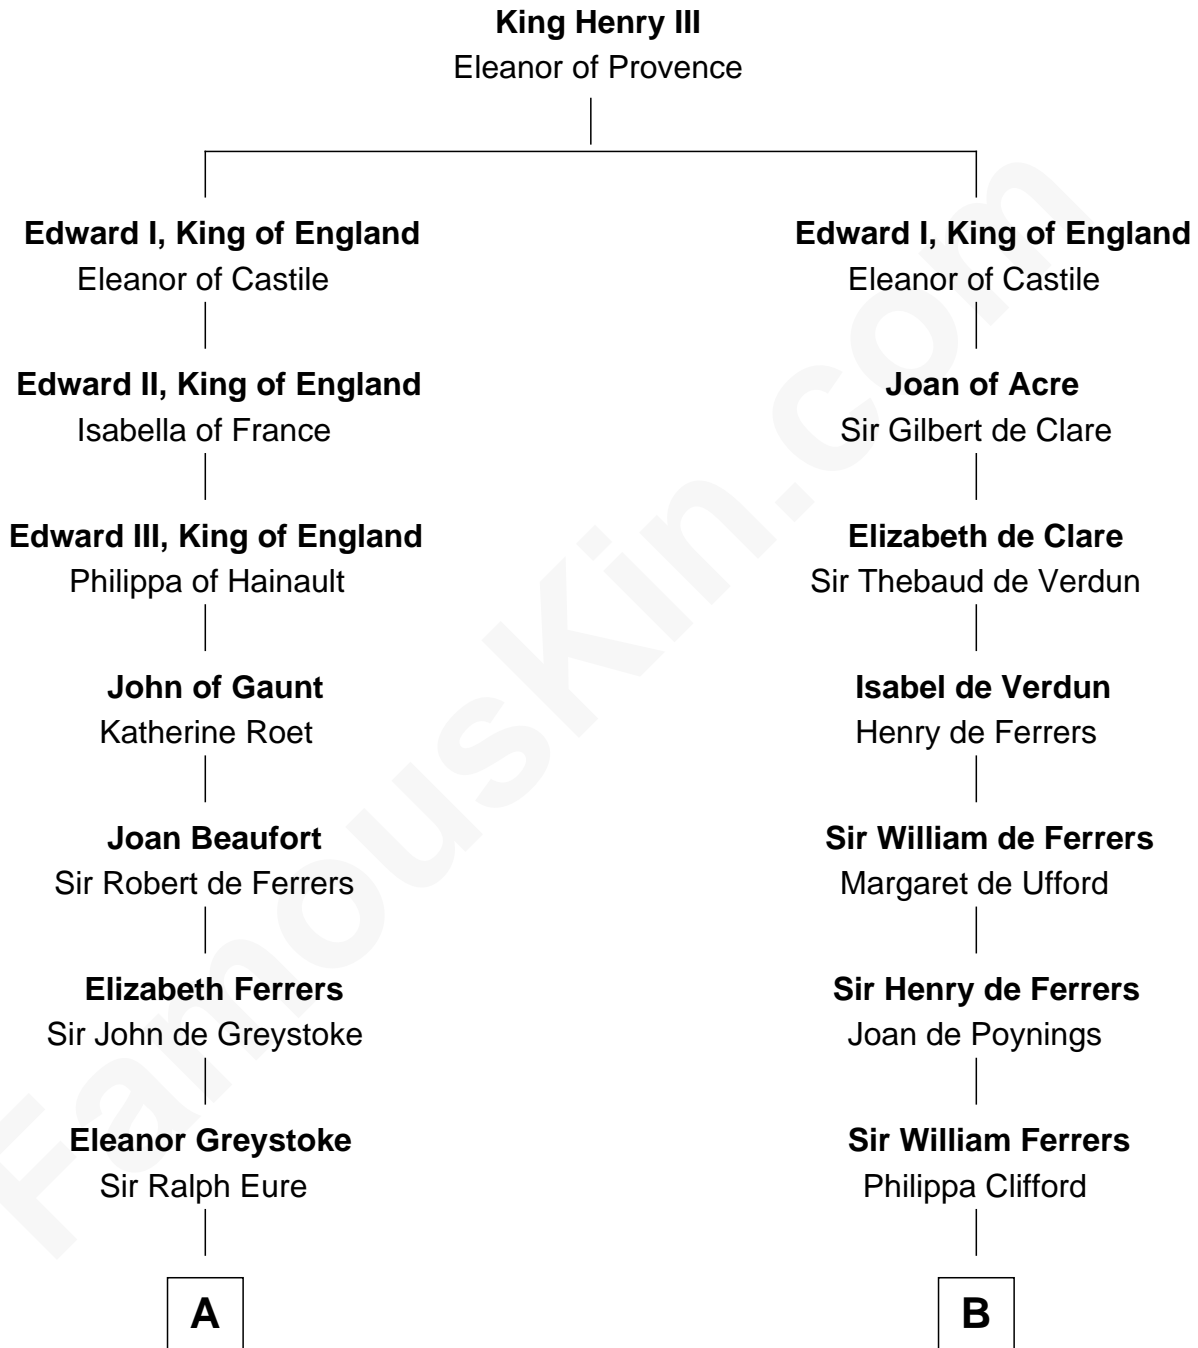 King Henry III
Eleanor of Provence
Edward I, King of England
Eleanor of Castile
Edward II, King of England
Isabella of France
Edward III, King of England
Philippa of Hainault
John of Gaunt
Katherine Roet
Joan Beaufort
Sir Robert de Ferrers
Elizabeth Ferrers
Sir John de Greystoke
Eleanor Greystoke
Sir Ralph Eure
A
Edward I, King of England
Eleanor of Castile
Joan of Acre
Sir Gilbert de Clare
Elizabeth de Clare
Sir Thebaud de Verdun
Isabel de Verdun
Henry de Ferrers
Sir William de Ferrers
Margaret de Ufford
Sir Henry de Ferrers
Joan de Poynings
Sir William Ferrers
Philippa Clifford
B
FamousKin.com